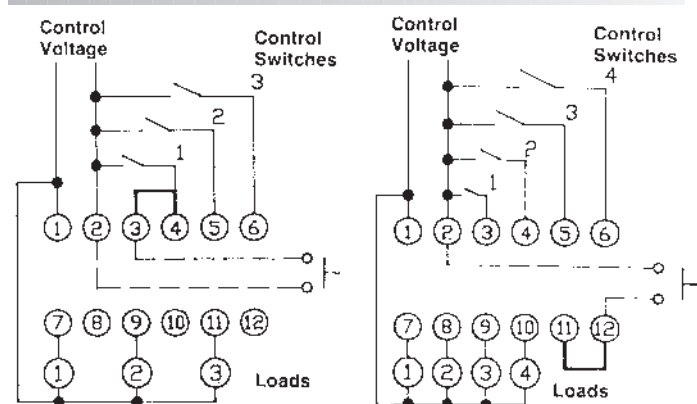 Control
Voltage
Control
Switches
3
2
1
1 2 3 4 5 6
7 8 9 10 11 12
1 2 3
Loads
Control
Voltage
Control
Switches
4
3
2
1
1 2 3 4 5 6
7 8 9 10 11 12
1 2 3 4
Loads